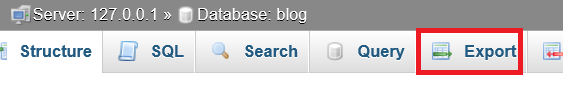 Server: 127.0.0.1 » Database: blog
Structure SQL Search Query Export